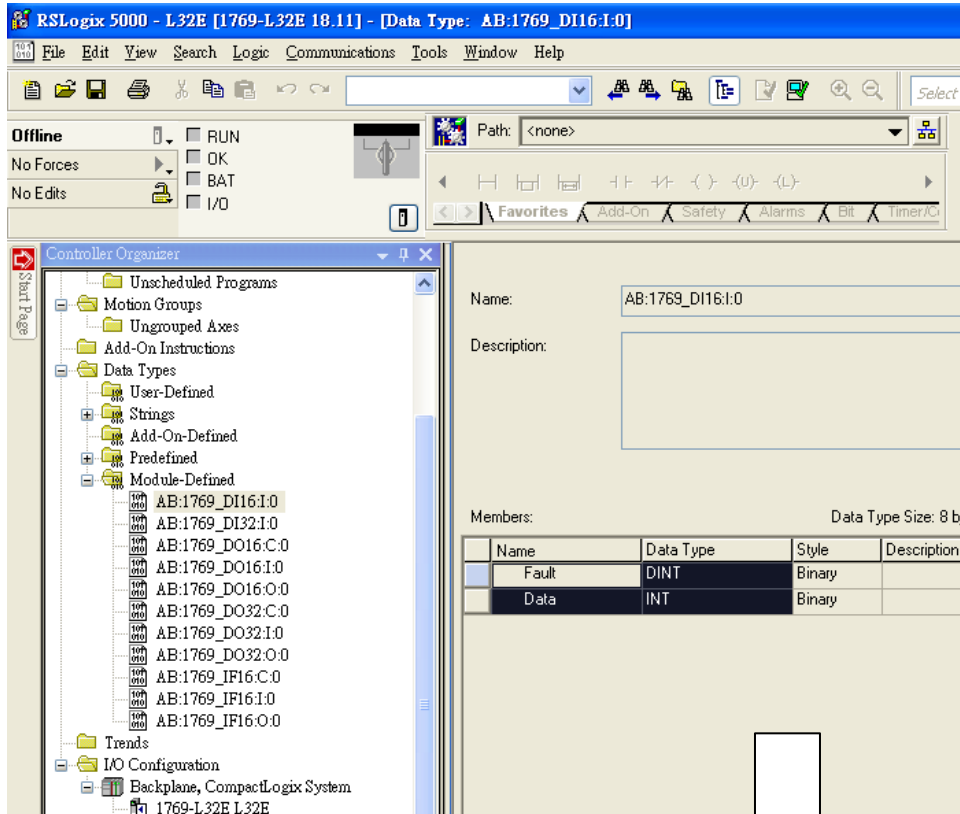 RSLogix 5000 - L32E [1769-L32E 18.11] - [Data Type: AB:1769_DI16:I:0]
File Edit View Search Logic Communications Tools Window Help
Select
Offline
RUN
No Forces
OK
No Edits
BAT
I/O
Path: <none>
Favorites Add-On Safety Alarms Bit Timer/C
Start Page
Controller Organizer
Unscheduled Programs
Motion Groups
Ungrouped Axes
Add-On Instructions
Data Types
User-Defined
Strings
Add-On-Defined
Predefined
Module-Defined
AB:1769_DI16:I:0
AB:1769_DI32:I:0
AB:1769_DO16:C:0
AB:1769_DO16:I:0
AB:1769_DO16:O:0
AB:1769_DO32:C:0
AB:1769_DO32:I:0
AB:1769_DO32:O:0
AB:1769_IF16:C:0
AB:1769_IF16:I:0
AB:1769_IF16:O:0
Trends
I/O Configuration
Backplane, CompactLogix System
1769-L32E L32E
Name: AB:1769_DI16:I:0
Description:
Members: Data Type Size: 8 b
Name Data Type Style Description
Fault DINT Binary
Data INT Binary